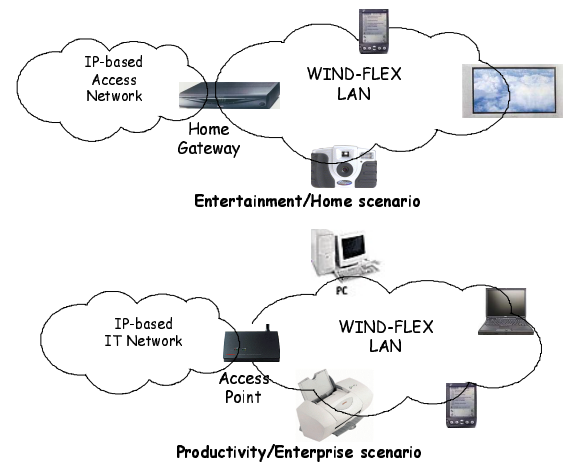 IP-based
Access
Network
WIND-FLEX
LAN
Home
Gateway
Entertainment/Home scenario
PC
IP-based
IT Network
WIND-FLEX
LAN
Access
Point
Productivity/Enterprise scenario